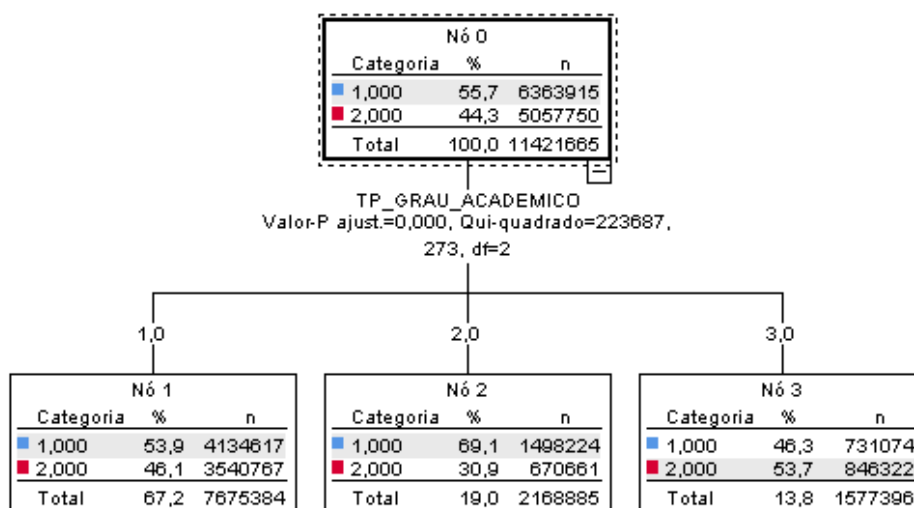 Nó 0
Categoria % n
1,000 55,7 6363915
2,000 44,3 5057750
Total 100,0 11421665
TP_GRAU_ACADEMICO
Valor-P ajust.=0,000, Qui-quadrado=223687,
273, df=2
1,0 2,0 3,0
Nó 1
Categoria % n
1,000 53,9 4134617
2,000 46,1 3540767
Total 67,2 7675384
Nó 2
Categoria % n
1,000 69,1 1498224
2,000 30,9 670661
Total 19,0 2168885
Nó 3
Categoria % n
1,000 46,3 731074
2,000 53,7 846322
Total 13,8 1577396